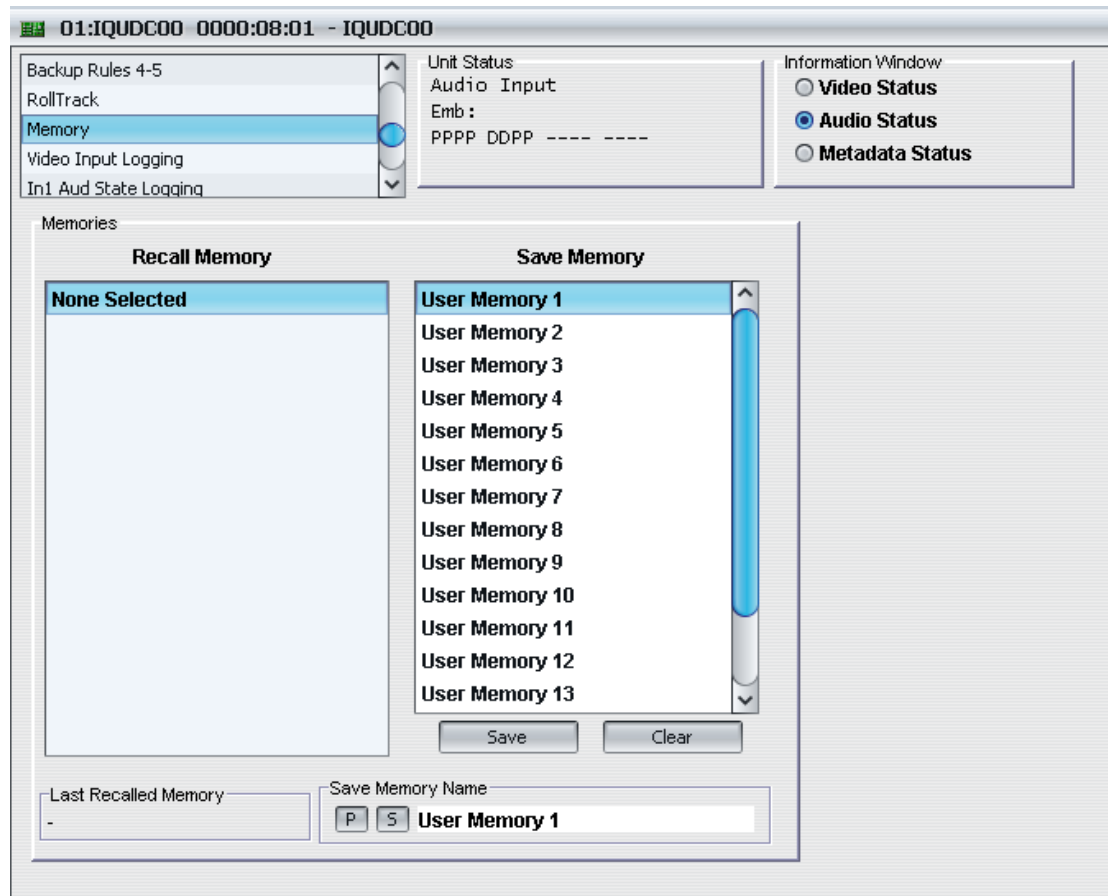 01:IQUDC00 0000:08:01 - IQUDC00
Backup Rules 4-5
RollTrack
Memory
Video Input Logging
In1 Aud State Logging
Unit Status
Audio Input
Emb:
PPPP DDPP ---- ----
Information Window
Video Status
Audio Status
Metadata Status
Memories
Recall Memory
None Selected
Save Memory
User Memory 1
User Memory 2
User Memory 3
User Memory 4
User Memory 5
User Memory 6
User Memory 7
User Memory 8
User Memory 9
User Memory 10
User Memory 11
User Memory 12
User Memory 13
Save Clear
Last Recalled Memory
-
Save Memory Name
P S User Memory 1